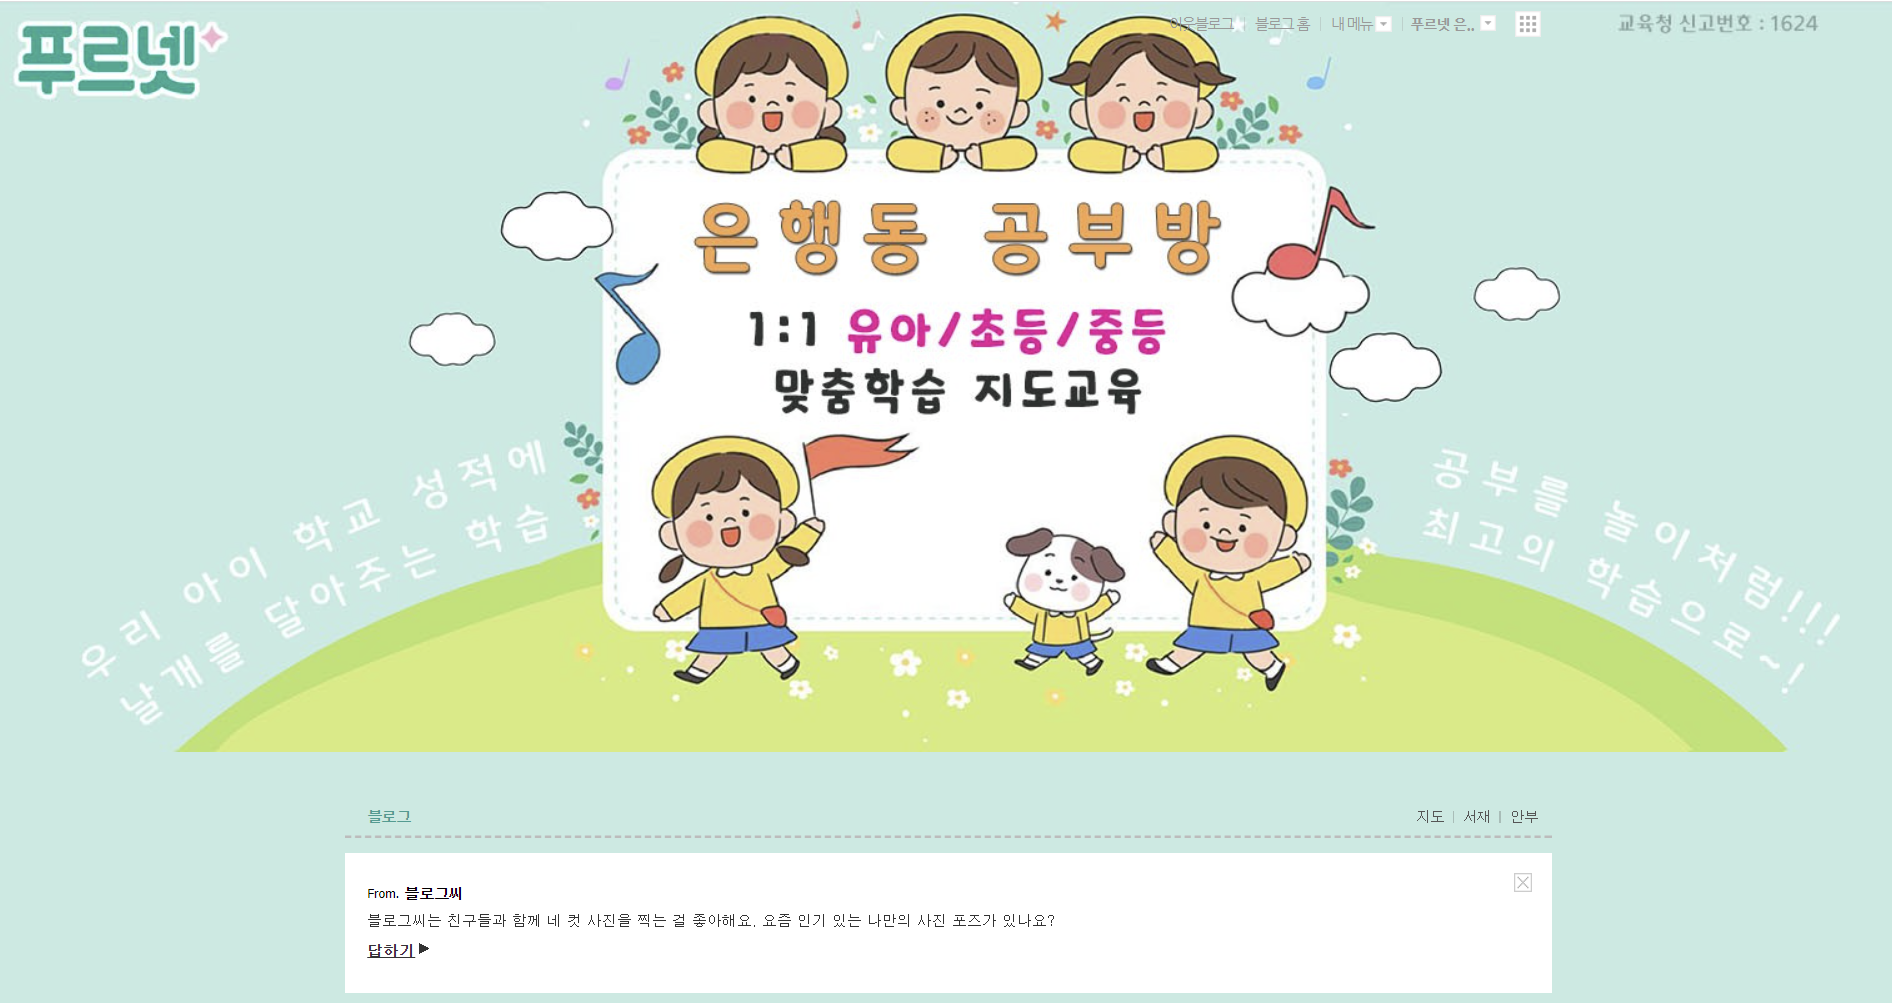 푸르넷
이웃블로그 | 블로그 홈 | 내 메뉴 | 푸르넷 은..
교육청 신고번호 : 1624
은행동 공부방
1:1 유아/초등/중등
맞춤학습 지도교육
우리 아이 학교 성적에
날개를 달아주는 학습
공부를 놀이처럼!!!
최고의 학습으로~!
블로그
지도 | 서재 | 안부
From. 블로그씨
블로그씨는 친구들과 함께 네 컷 사진을 찍는 걸 좋아해요. 요즘 인기 있는 나만의 사진 포즈가 있나요?
답하기